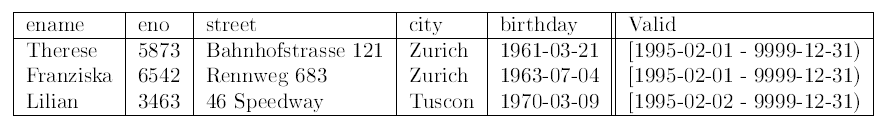 ename eno street city birthday Valid
Therese 5873 Bahnhofstrasse 121 Zurich 1961-03-21 [1995-02-01 - 9999-12-31)
Franziska 6542 Rennweg 683 Zurich 1963-07-04 [1995-02-01 - 9999-12-31)
Lilian 3463 46 Speedway Tuscon 1970-03-09 [1995-02-02 - 9999-12-31)